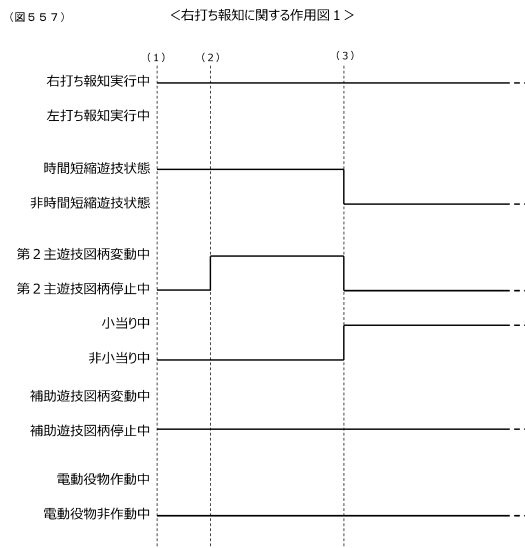 (図557)
＜右打ち報知に関する作用図1＞
(1)
(2)
(3)
右打ち報知実行中
左打ち報知実行中
時間短縮遊技状態
非時間短縮遊技状態
第2主遊技図柄変動中
第2主遊技図柄停止中
小当り中
非小当り中
補助遊技図柄変動中
補助遊技図柄停止中
電動役物作動中
電動役物非作動中